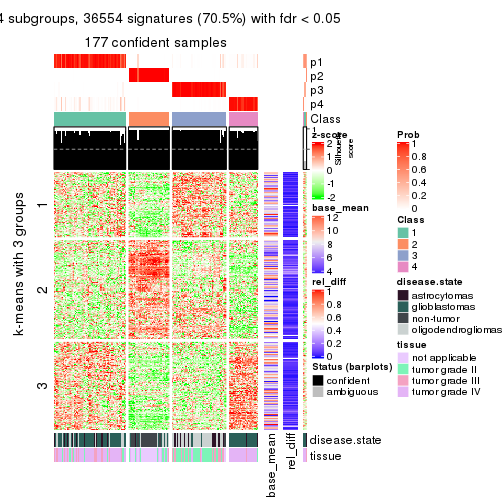 4 subgroups, 36554 signatures (70.5%) with fdr < 0.05
177 confident samples
p1
p2
p3
p4
Class
1
Silhouette
score
k-means with 3 groups
1
2
3
z-score
2
1
0
-1
-2
base_mean
12
10
8
6
4
rel_diff
1
0.8
0.6
0.4
0.2
0
Status (barplots)
confident
ambiguous
Prob
1
0.8
0.6
0.4
0.2
0
Class
1
2
3
4
disease.state
astrocytomas
glioblastomas
non-tumor
oligodendrogliomas
tissue
not applicable
tumor grade II
tumor grade III
tumor grade IV
disease.state
tissue
base_mean
rel_diff